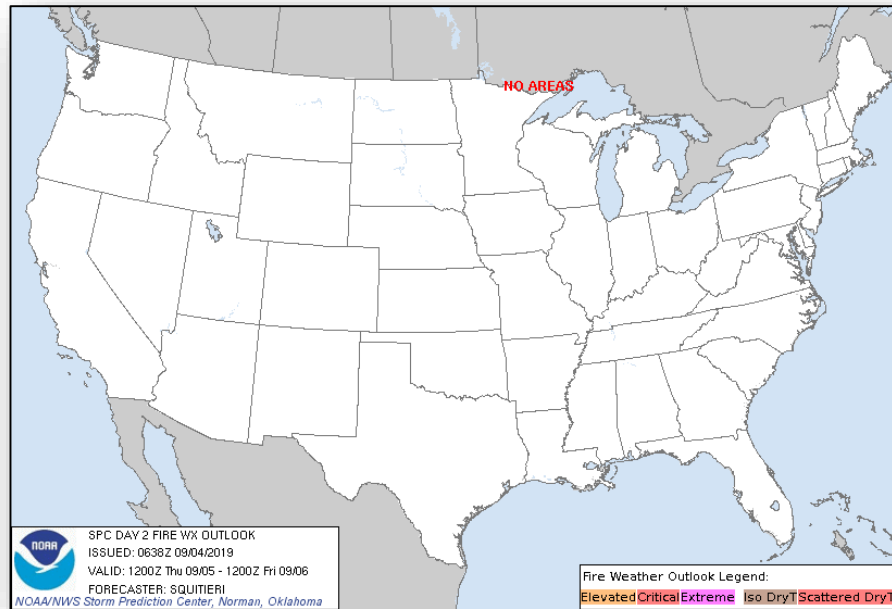 NO AREAS
SPC DAY 2 FIRE WX OUTLOOK
ISSUED: 0638Z 09/04/2019
VALID: 1200Z Thu 09/05 - 1200Z Fri 09/06
FORECASTER: SQUITIERI
NOAA
NOAA/NWS Storm Prediction Center, Norman, Oklahoma
Fire Weather Outlook Legend:
Elevated Critical Extreme Iso DryT Scattered DryT